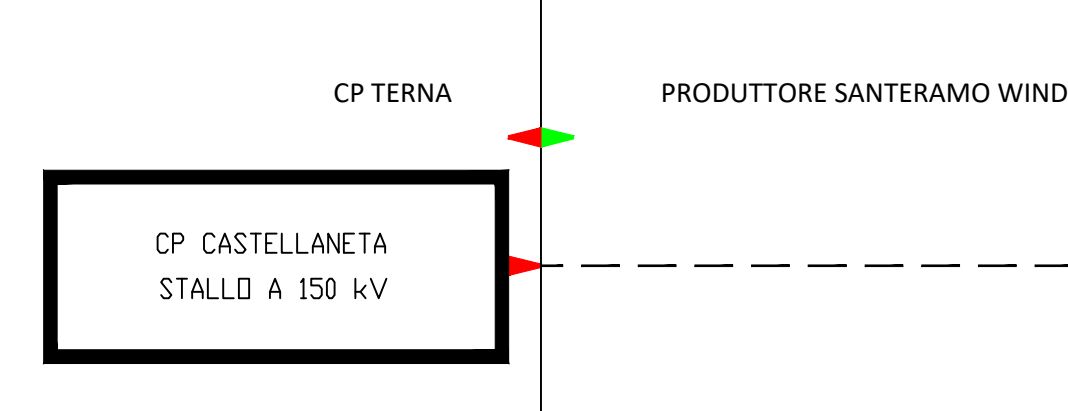 CP TERNA
PRODUTTORE SANTERAMO WIND
CP CASTELLANETA
STALLO A 150 kV